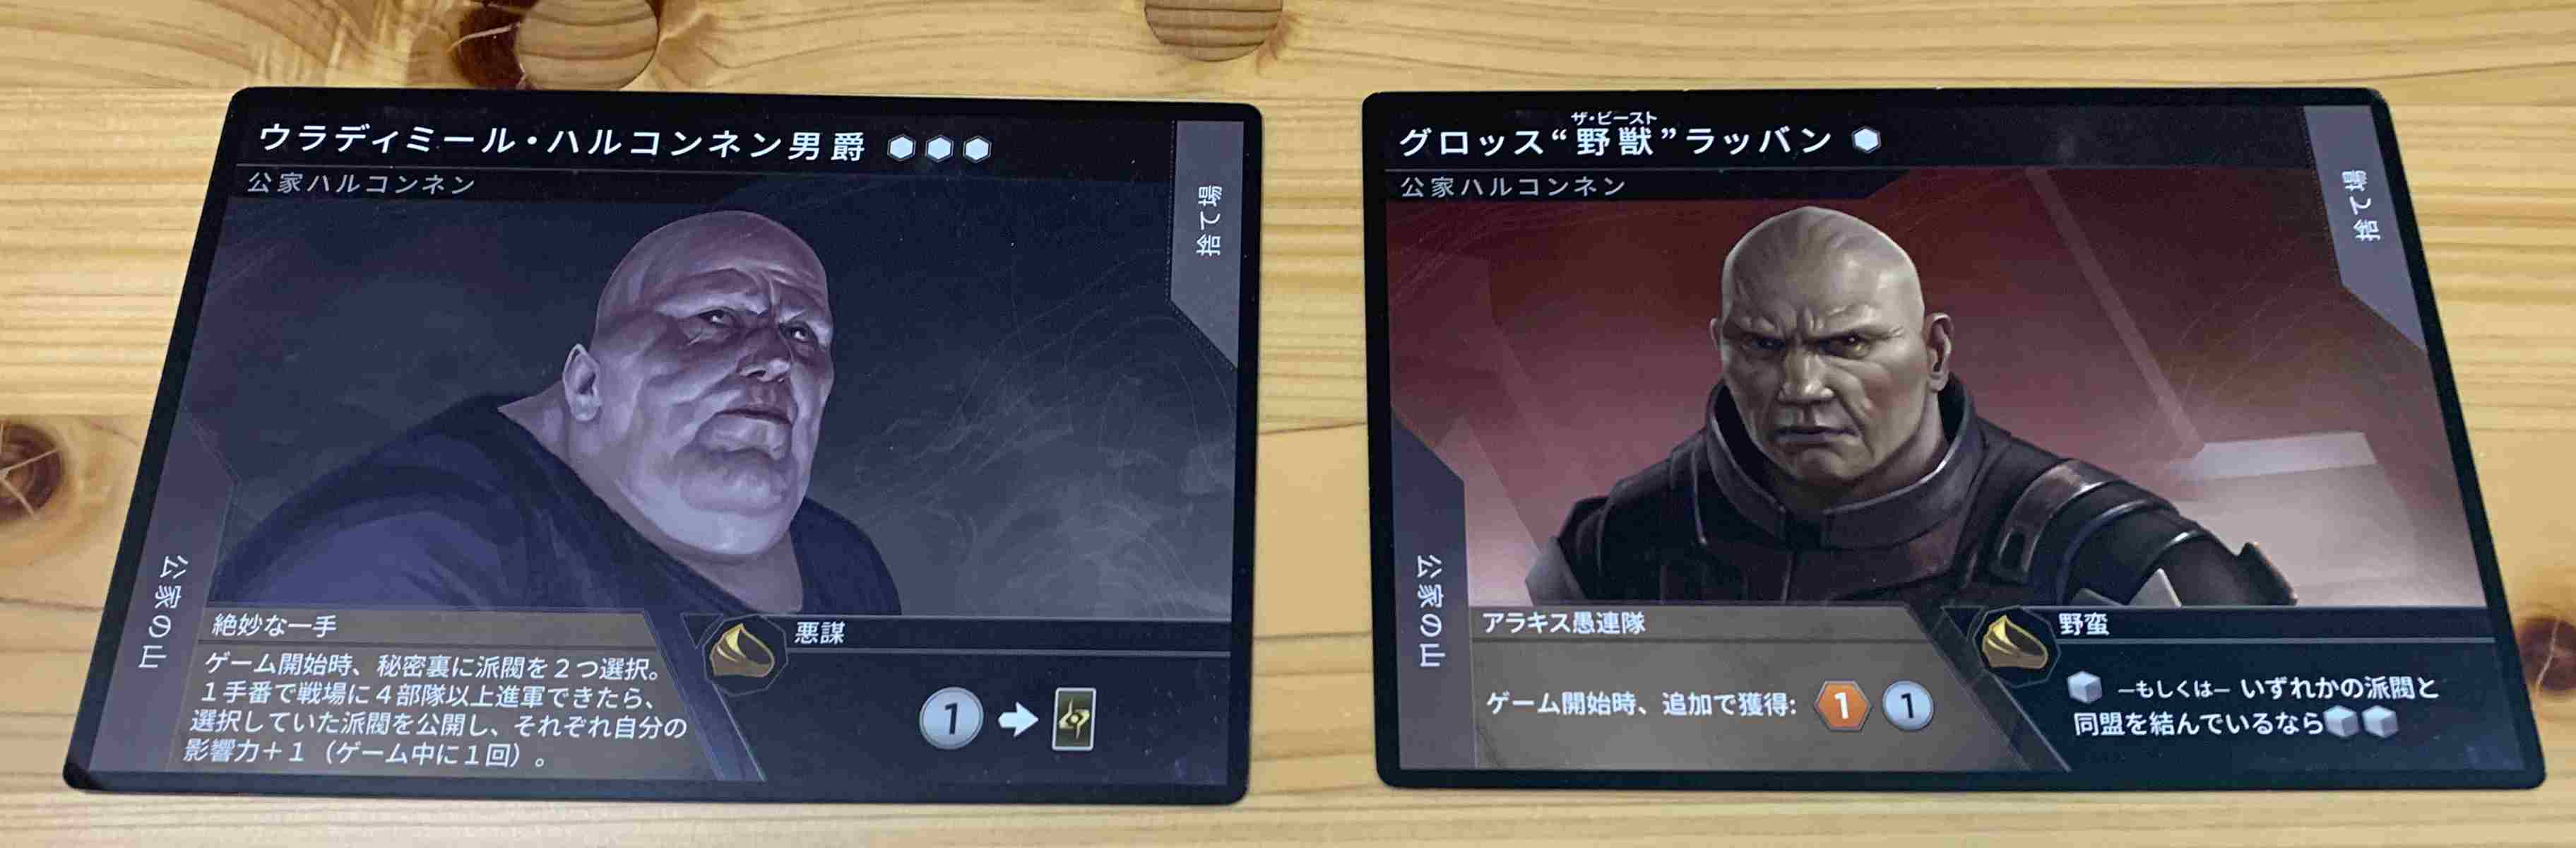 ウラディミール・ハルコンネン男爵
公家ハルコンネン
捨て場
公家の山
絶妙な一手
ゲーム開始時、秘密裏に派閥を２つ選択。
１手番で戦場に４部隊以上進軍できたら、
選択していた派閥を公開し、それぞれ自分の
影響力＋１（ゲーム中に１回）。
悪謀
1
ザ・ビースト
グロッス“野獣”ラッバン
公家ハルコンネン
捨て場
公家の山
アラキス愚連隊
ゲーム開始時、追加で獲得: 1 1
野蛮
―もしくは― いずれかの派閥と
同盟を結んでいるなら